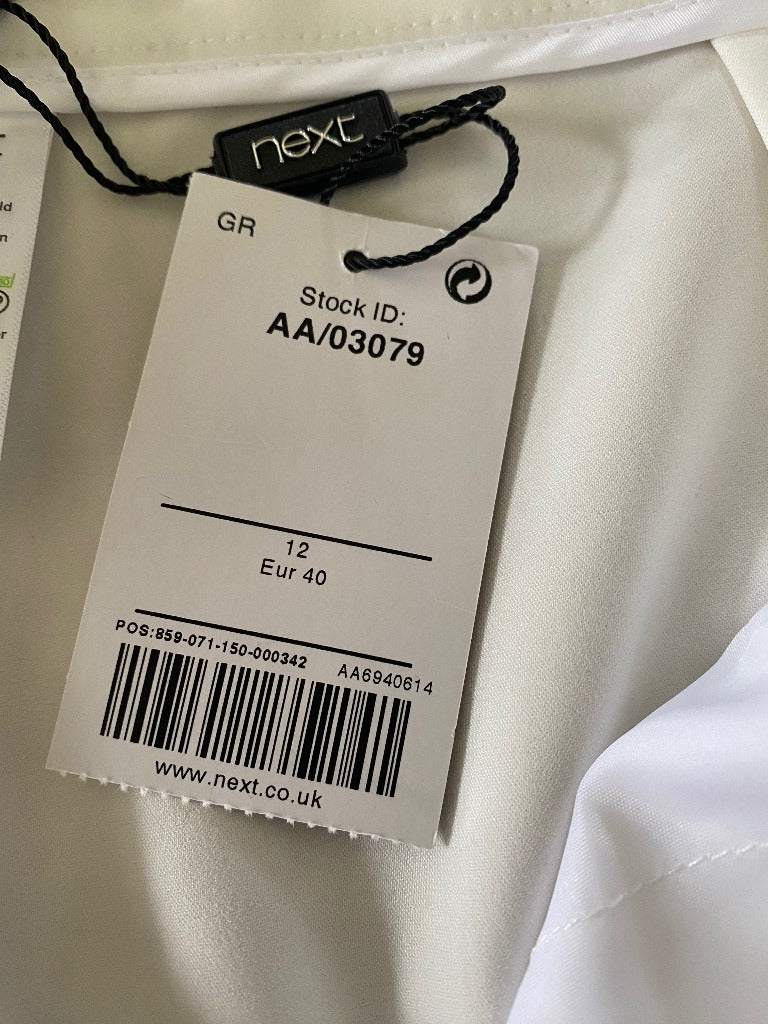 next
GR
Stock ID:
AA/03079
12
Eur 40
POS:859-071-150-000342
AA6940614
www.next.co.uk